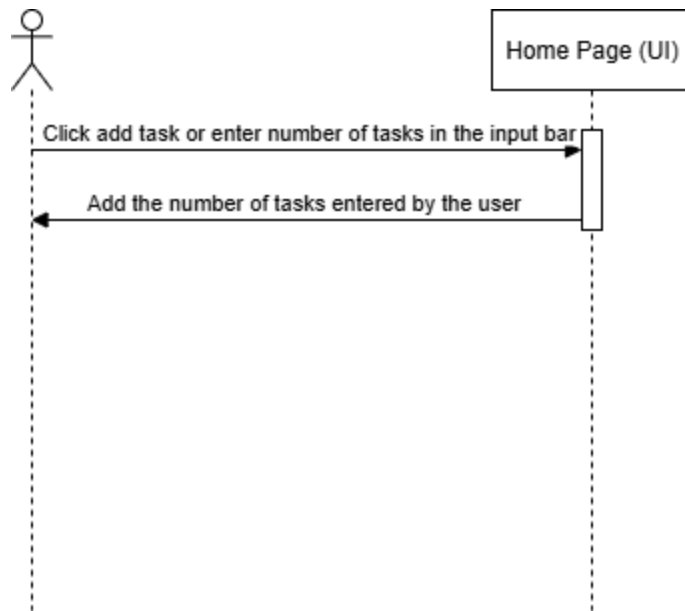 Home Page (UI)
Click add task or enter number of tasks in the input bar
Add the number of tasks entered by the user